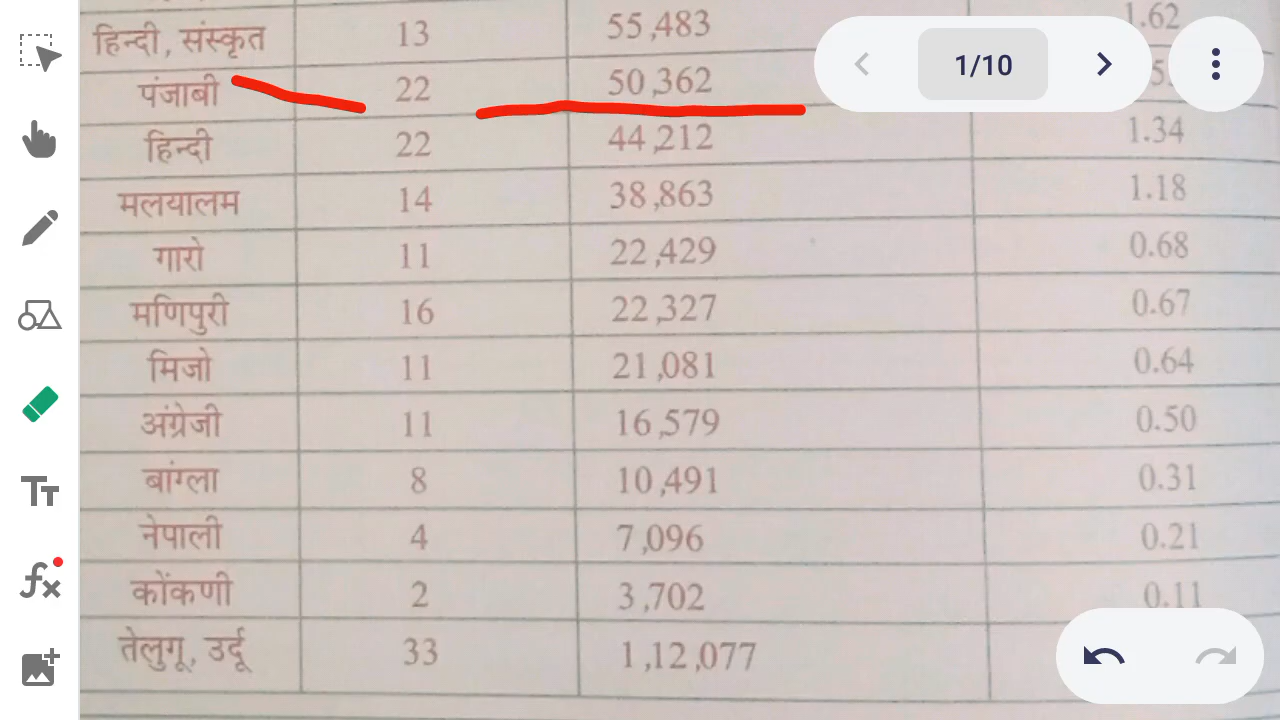 हिन्दी, संस्कृत 13 55,483 1.62
पंजाबी 22 50,362
1/10
हिन्दी 22 44,212 1.34
मलयालम 14 38,863 1.18
गारो 11 22,429 0.68
मणिपुरी 16 22,327 0.67
मिजो 11 21,081 0.64
अंग्रेजी 11 16,579 0.50
बांग्ला 8 10,491 0.31
Tт
नेपाली 4 7,096 0.21
fx
कोंकणी 2 3,702 0.11
तेलुगू, उर्दू 33 1,12,077